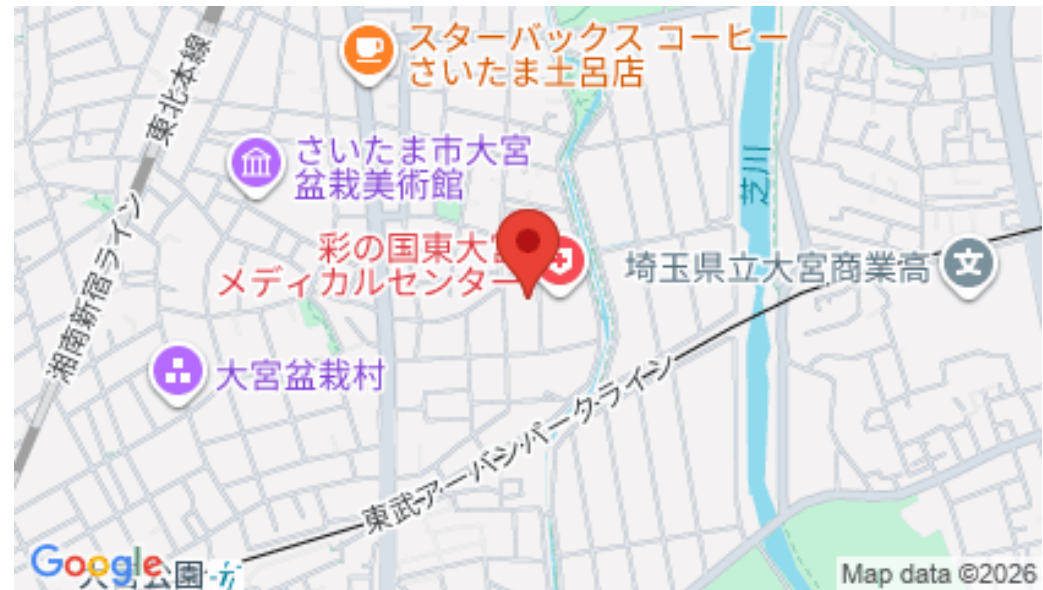 スターバックス コーヒー
さいたま土呂店
東北本線
さいたま市大宮
盆栽美術館
芝川
彩の国東大宮
メディカルセンター
埼玉県立大宮商業高
湘南新宿ライン
大宮盆栽村
東武アーバンパークライン
Google
大宮公園
Map data ©2026